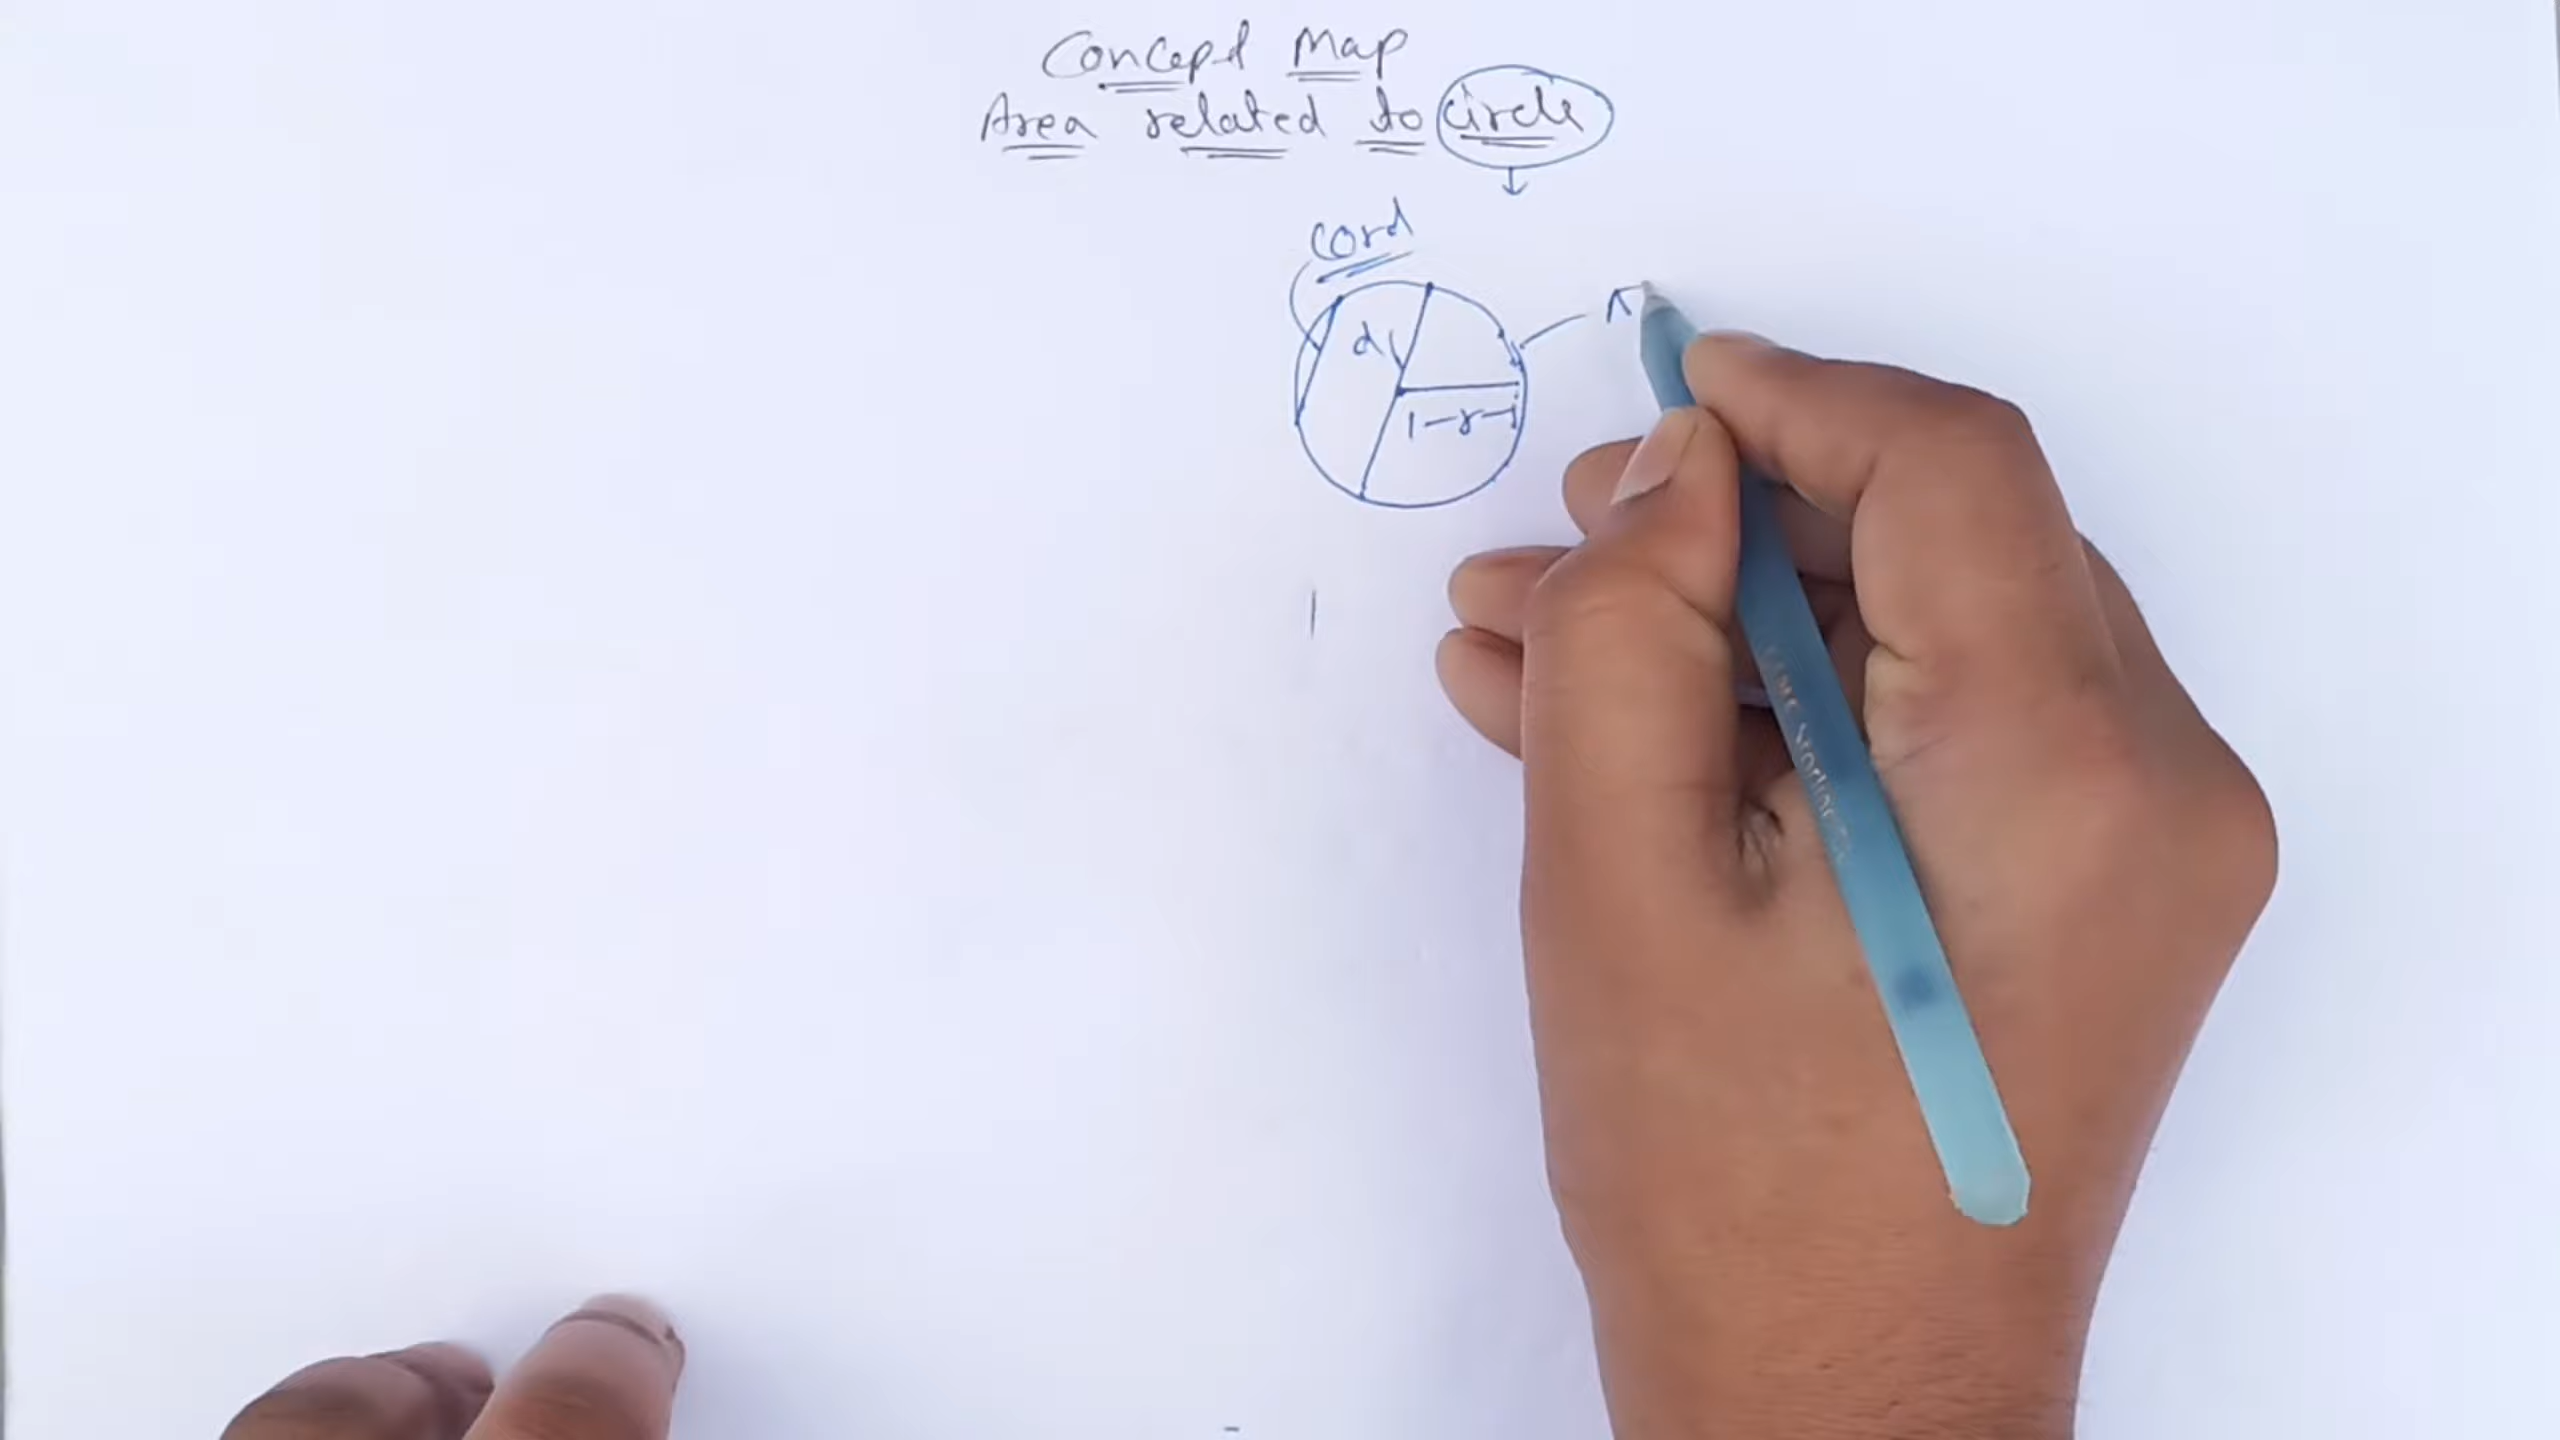 Concept Map
Area related to circle
cord
d
r